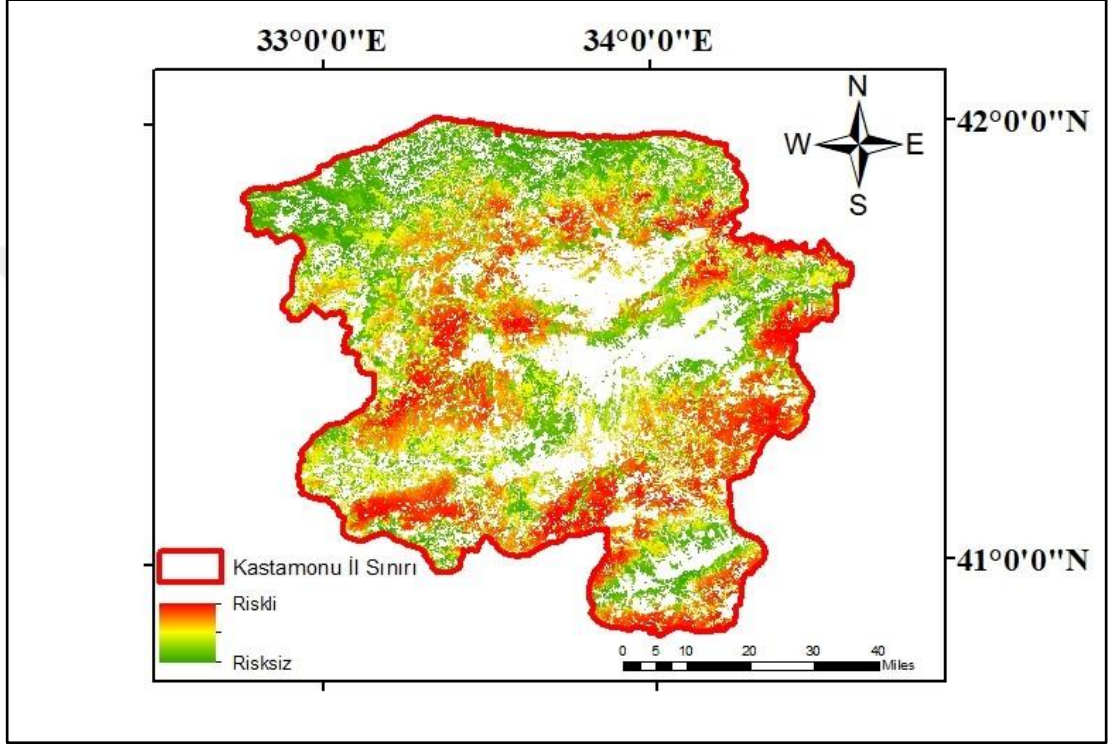 33°0'0"E 34°0'0"E
42°0'0"N
N
W E
S
41°0'0"N
Kastamonu İl Sınırı
Riskli
Risksiz
0 5 10 20 30 40
Miles